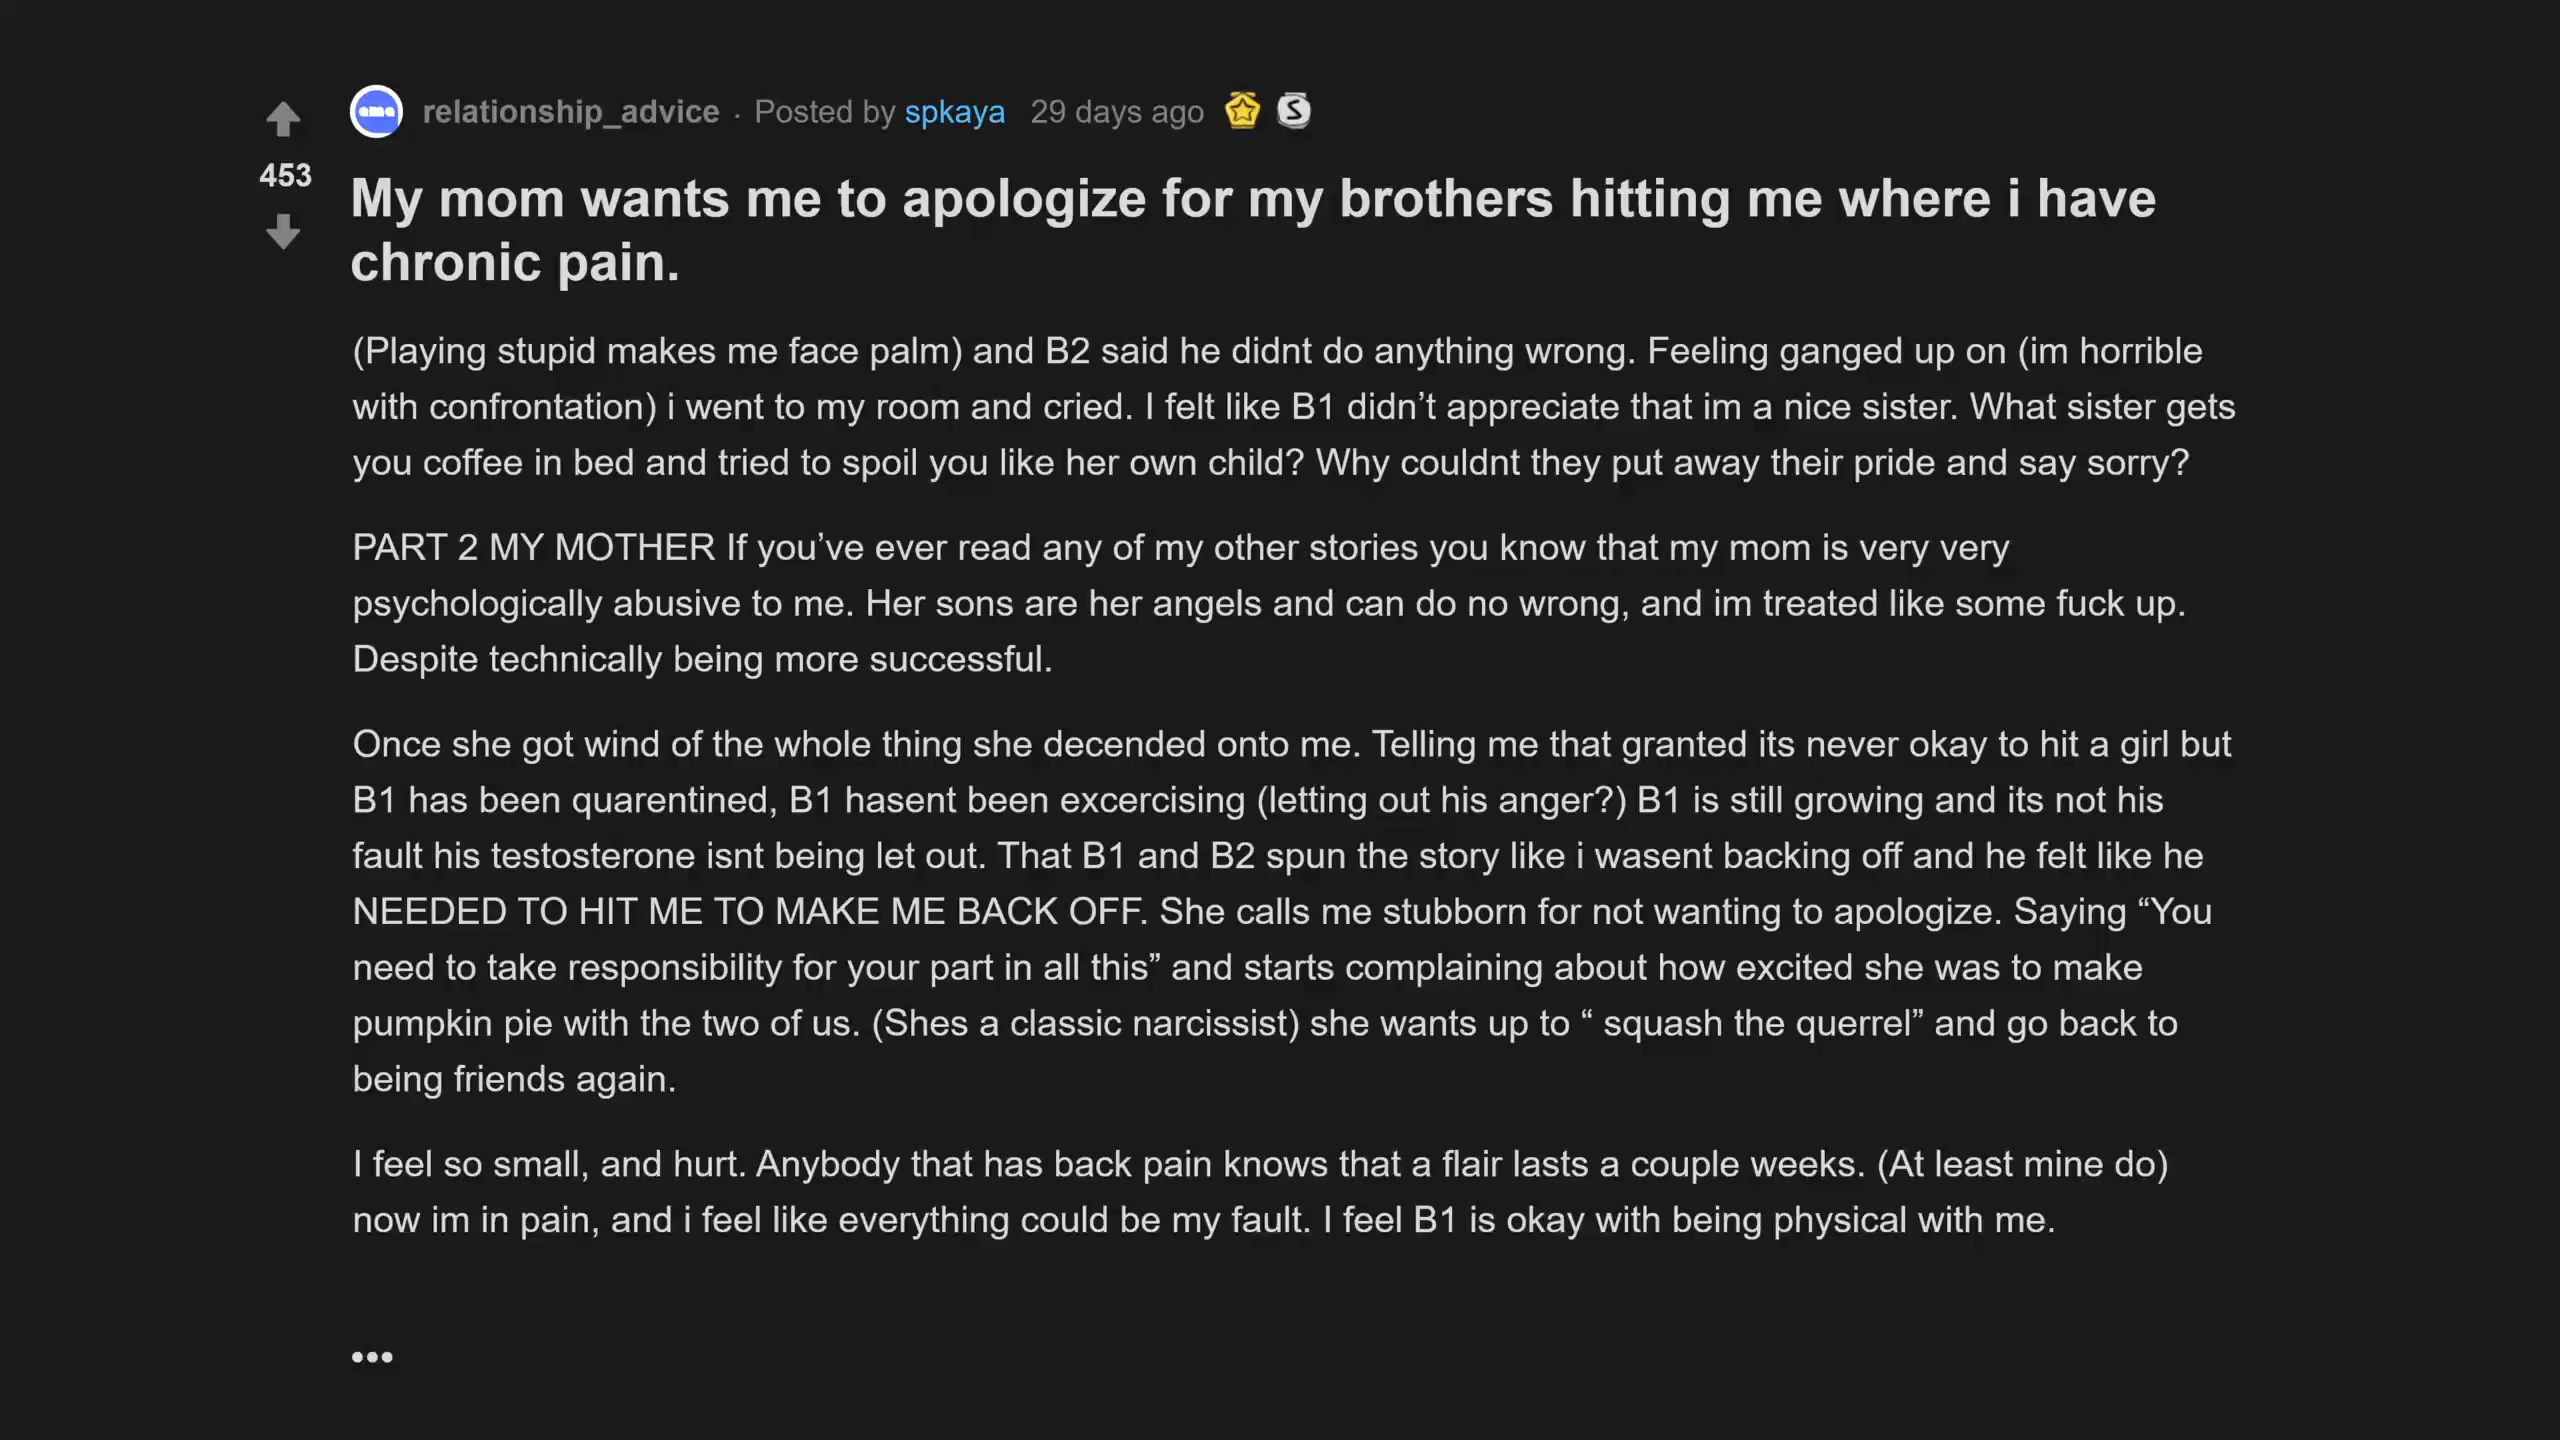 relationship_advice · Posted by spkaya 29 days ago
453
My mom wants me to apologize for my brothers hitting me where i have
chronic pain.
(Playing stupid makes me face palm) and B2 said he didnt do anything wrong. Feeling ganged up on (im horrible
with confrontation) i went to my room and cried. I felt like B1 didn’t appreciate that im a nice sister. What sister gets
you coffee in bed and tried to spoil you like her own child? Why couldnt they put away their pride and say sorry?
PART 2 MY MOTHER If you’ve ever read any of my other stories you know that my mom is very very
psychologically abusive to me. Her sons are her angels and can do no wrong, and im treated like some fuck up.
Despite technically being more successful.
Once she got wind of the whole thing she decended onto me. Telling me that granted its never okay to hit a girl but
B1 has been quarentined, B1 hasent been excercising (letting out his anger?) B1 is still growing and its not his
fault his testosterone isnt being let out. That B1 and B2 spun the story like i wasent backing off and he felt like he
NEEDED TO HIT ME TO MAKE ME BACK OFF. She calls me stubborn for not wanting to apologize. Saying “You
need to take responsibility for your part in all this” and starts complaining about how excited she was to make
pumpkin pie with the two of us. (Shes a classic narcissist) she wants up to “ squash the querrel” and go back to
being friends again.
I feel so small, and hurt. Anybody that has back pain knows that a flair lasts a couple weeks. (At least mine do)
now im in pain, and i feel like everything could be my fault. I feel B1 is okay with being physical with me.
...